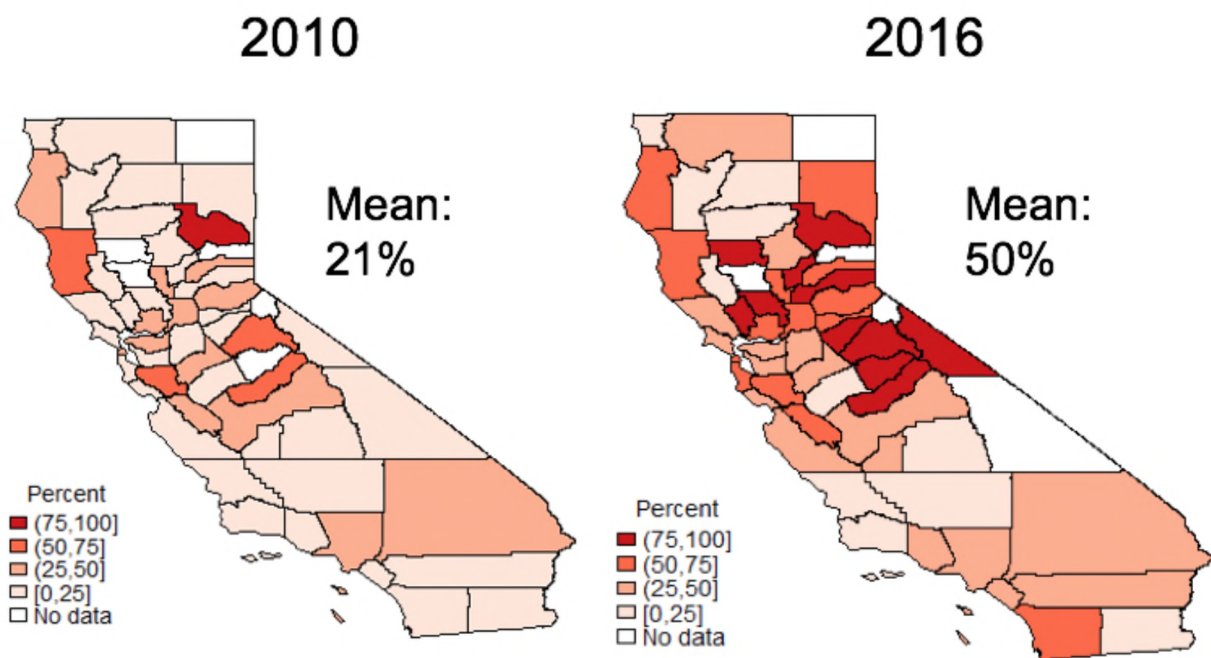 2010
2016
Mean:
21%
Mean:
50%
Percent
(75,100]
(50,75]
(25,50]
[0,25]
No data
Percent
(75,100]
(50,75]
(25,50]
[0,25]
No data